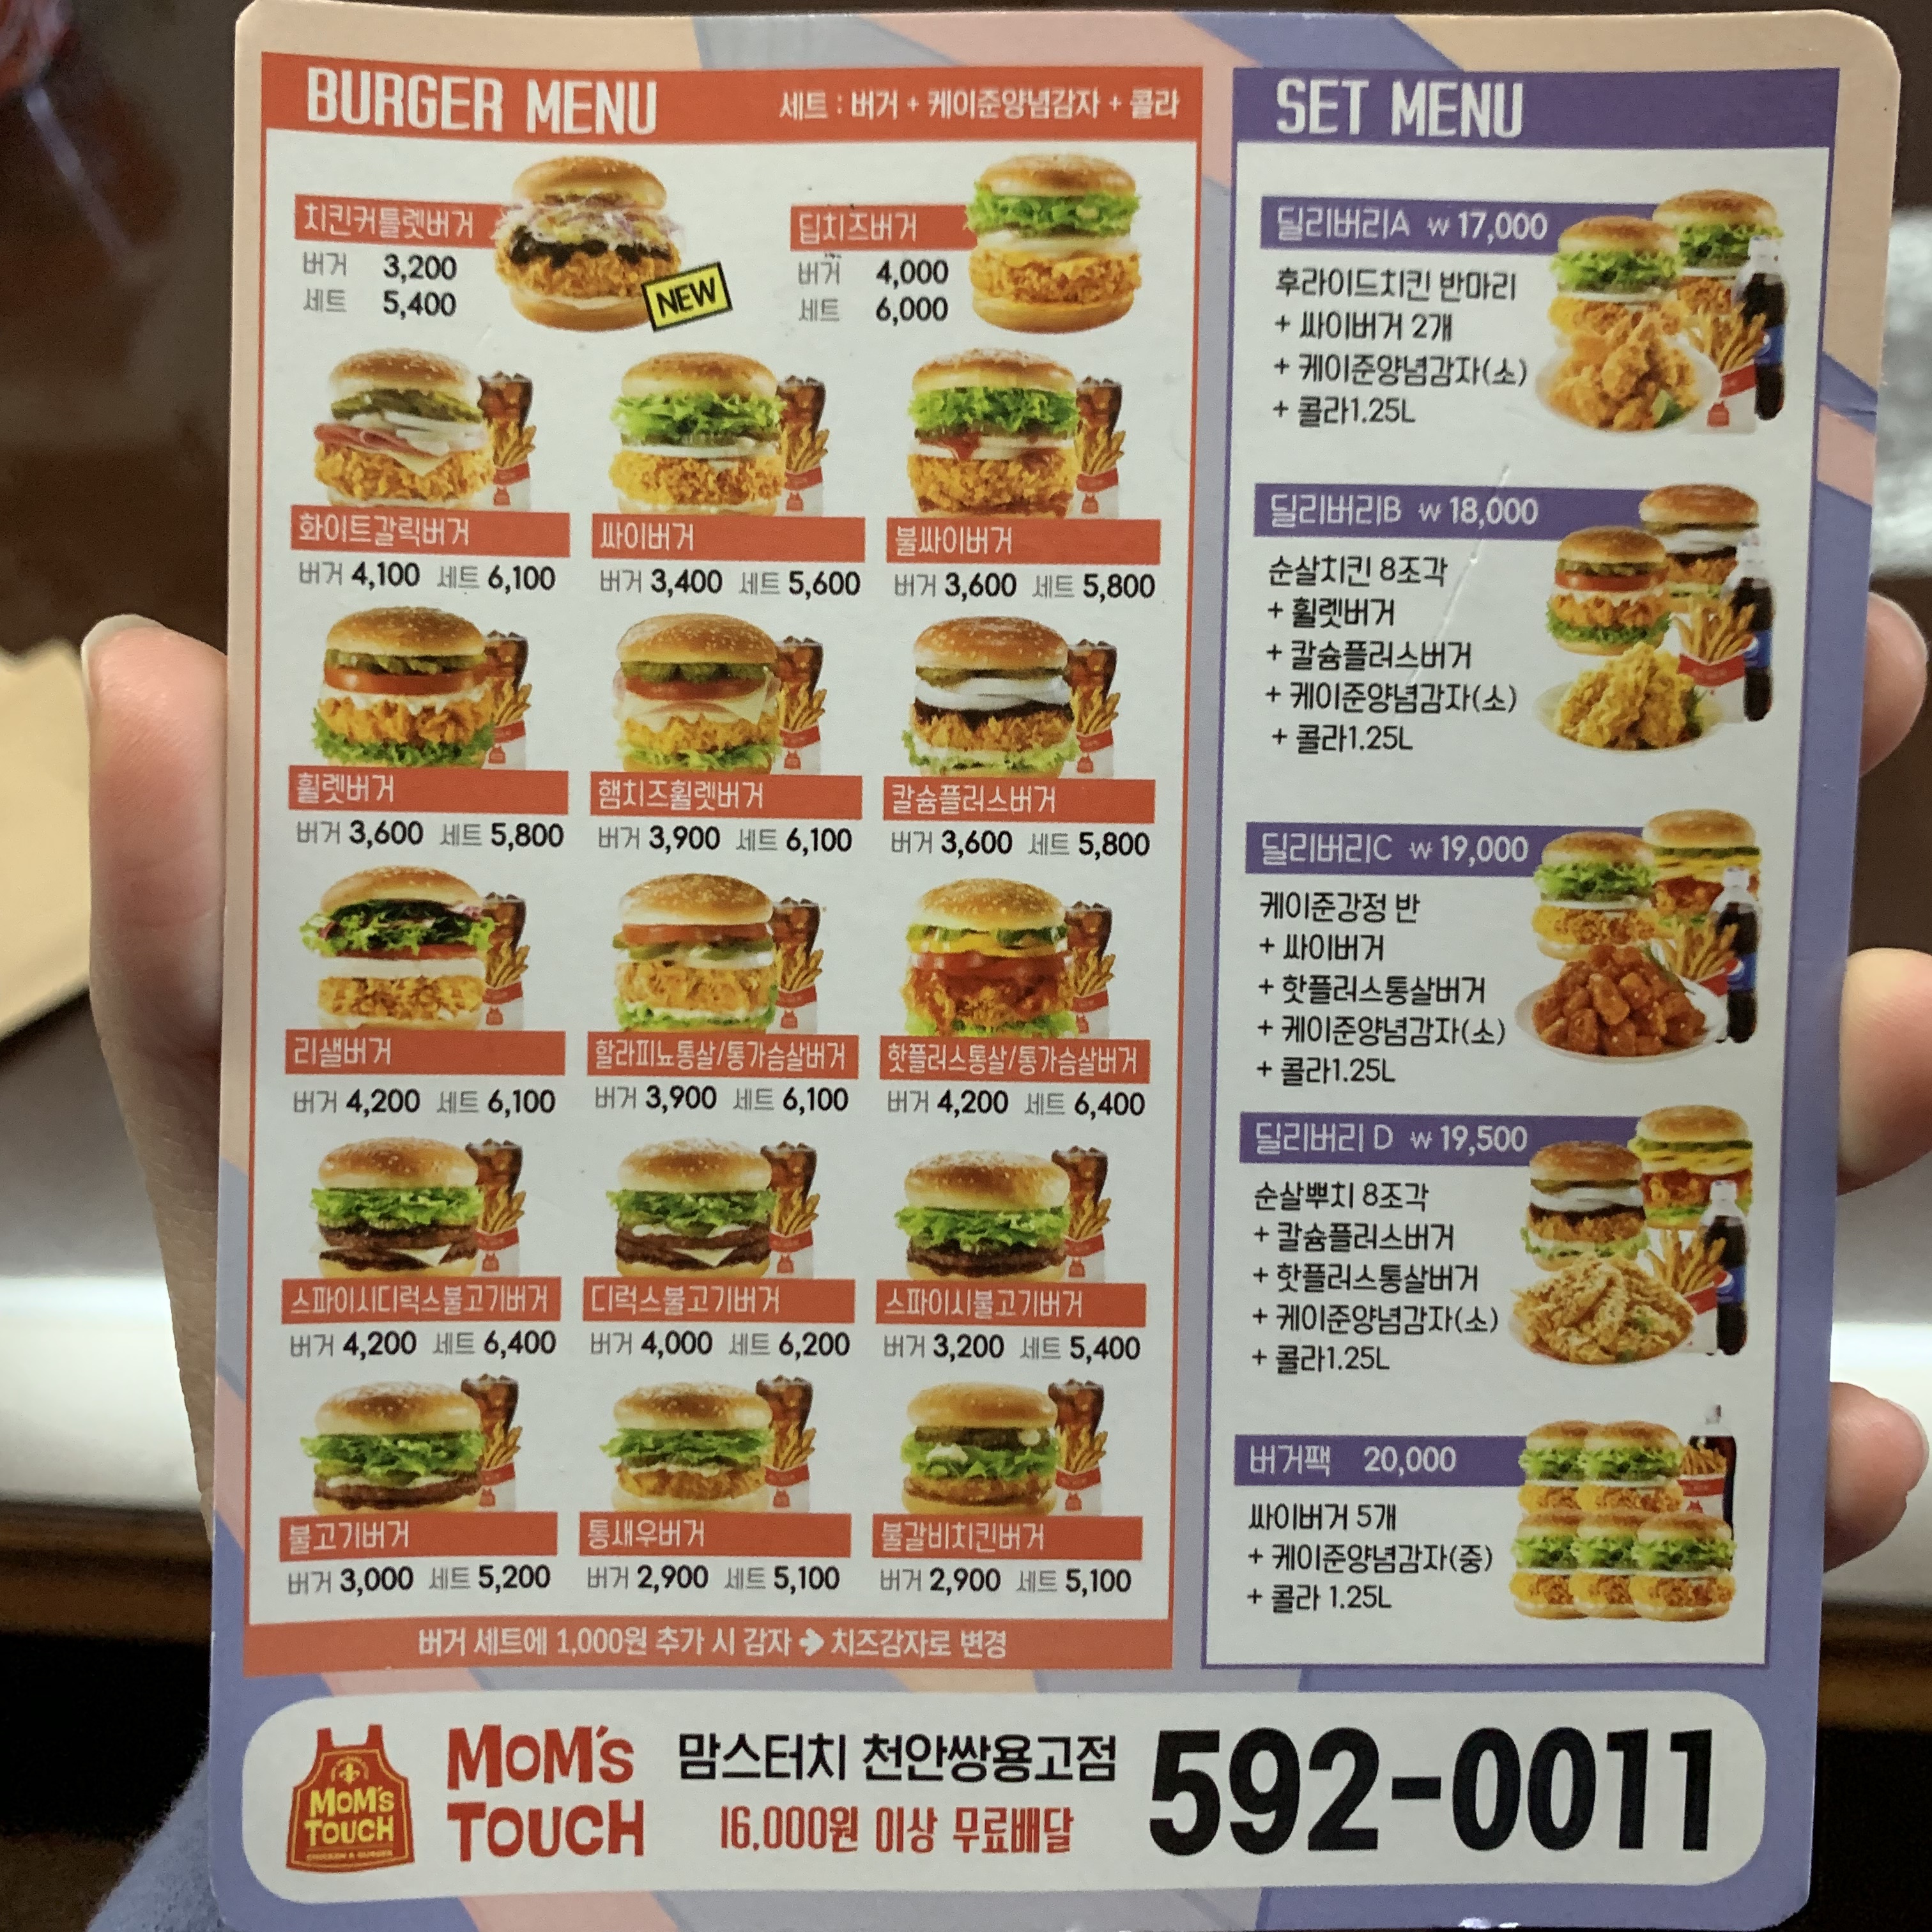 BURGER MENU
세트 : 버거 + 케이준양념감자 + 콜라
치킨커틀렛버거
버거 3,200
세트 5,400
NEW
딥치즈버거
버거 4,000
세트 6,000
화이트갈릭버거
버거 4,100 세트 6,100
싸이버거
버거 3,400 세트 5,600
불싸이버거
버거 3,600 세트 5,800
휠렛버거
버거 3,600 세트 5,800
햄치즈휠렛버거
버거 3,900 세트 6,100
칼슘플러스버거
버거 3,600 세트 5,800
리샐버거
버거 4,200 세트 6,100
할라피뇨통살/통가슴살버거
버거 3,900 세트 6,100
핫플러스통살/통가슴살버거
버거 4,200 세트 6,400
스파이시디럭스불고기버거
버거 4,200 세트 6,400
디럭스불고기버거
버거 4,000 세트 6,200
스파이시불고기버거
버거 3,200 세트 5,400
불고기버거
버거 3,000 세트 5,200
통새우버거
버거 2,900 세트 5,100
불갈비치킨버거
버거 2,900 세트 5,100
버거 세트에 1,000원 추가 시 감자 → 치즈감자로 변경
SET MENU
딜리버리A ₩ 17,000
후라이드치킨 반마리
+ 싸이버거 2개
+ 케이준양념감자(소)
+ 콜라1.25L
딜리버리B ₩ 18,000
순살치킨 8조각
+ 휠렛버거
+ 칼슘플러스버거
+ 케이준양념감자(소)
+ 콜라1.25L
딜리버리C ₩ 19,000
케이준강정 반
+ 싸이버거
+ 핫플러스통살버거
+ 케이준양념감자(소)
+ 콜라1.25L
딜리버리 D ₩ 19,500
순살뿌치 8조각
+ 칼슘플러스버거
+ 핫플러스통살버거
+ 케이준양념감자(소)
+ 콜라1.25L
버거팩 20,000
싸이버거 5개
+ 케이준양념감자(중)
+ 콜라 1.25L
MOM'S
TOUCH
CHICKEN & BURGER
MOM'S
TOUCH
맘스터치 천안쌍용고점
16,000원 이상 무료배달
592-0011